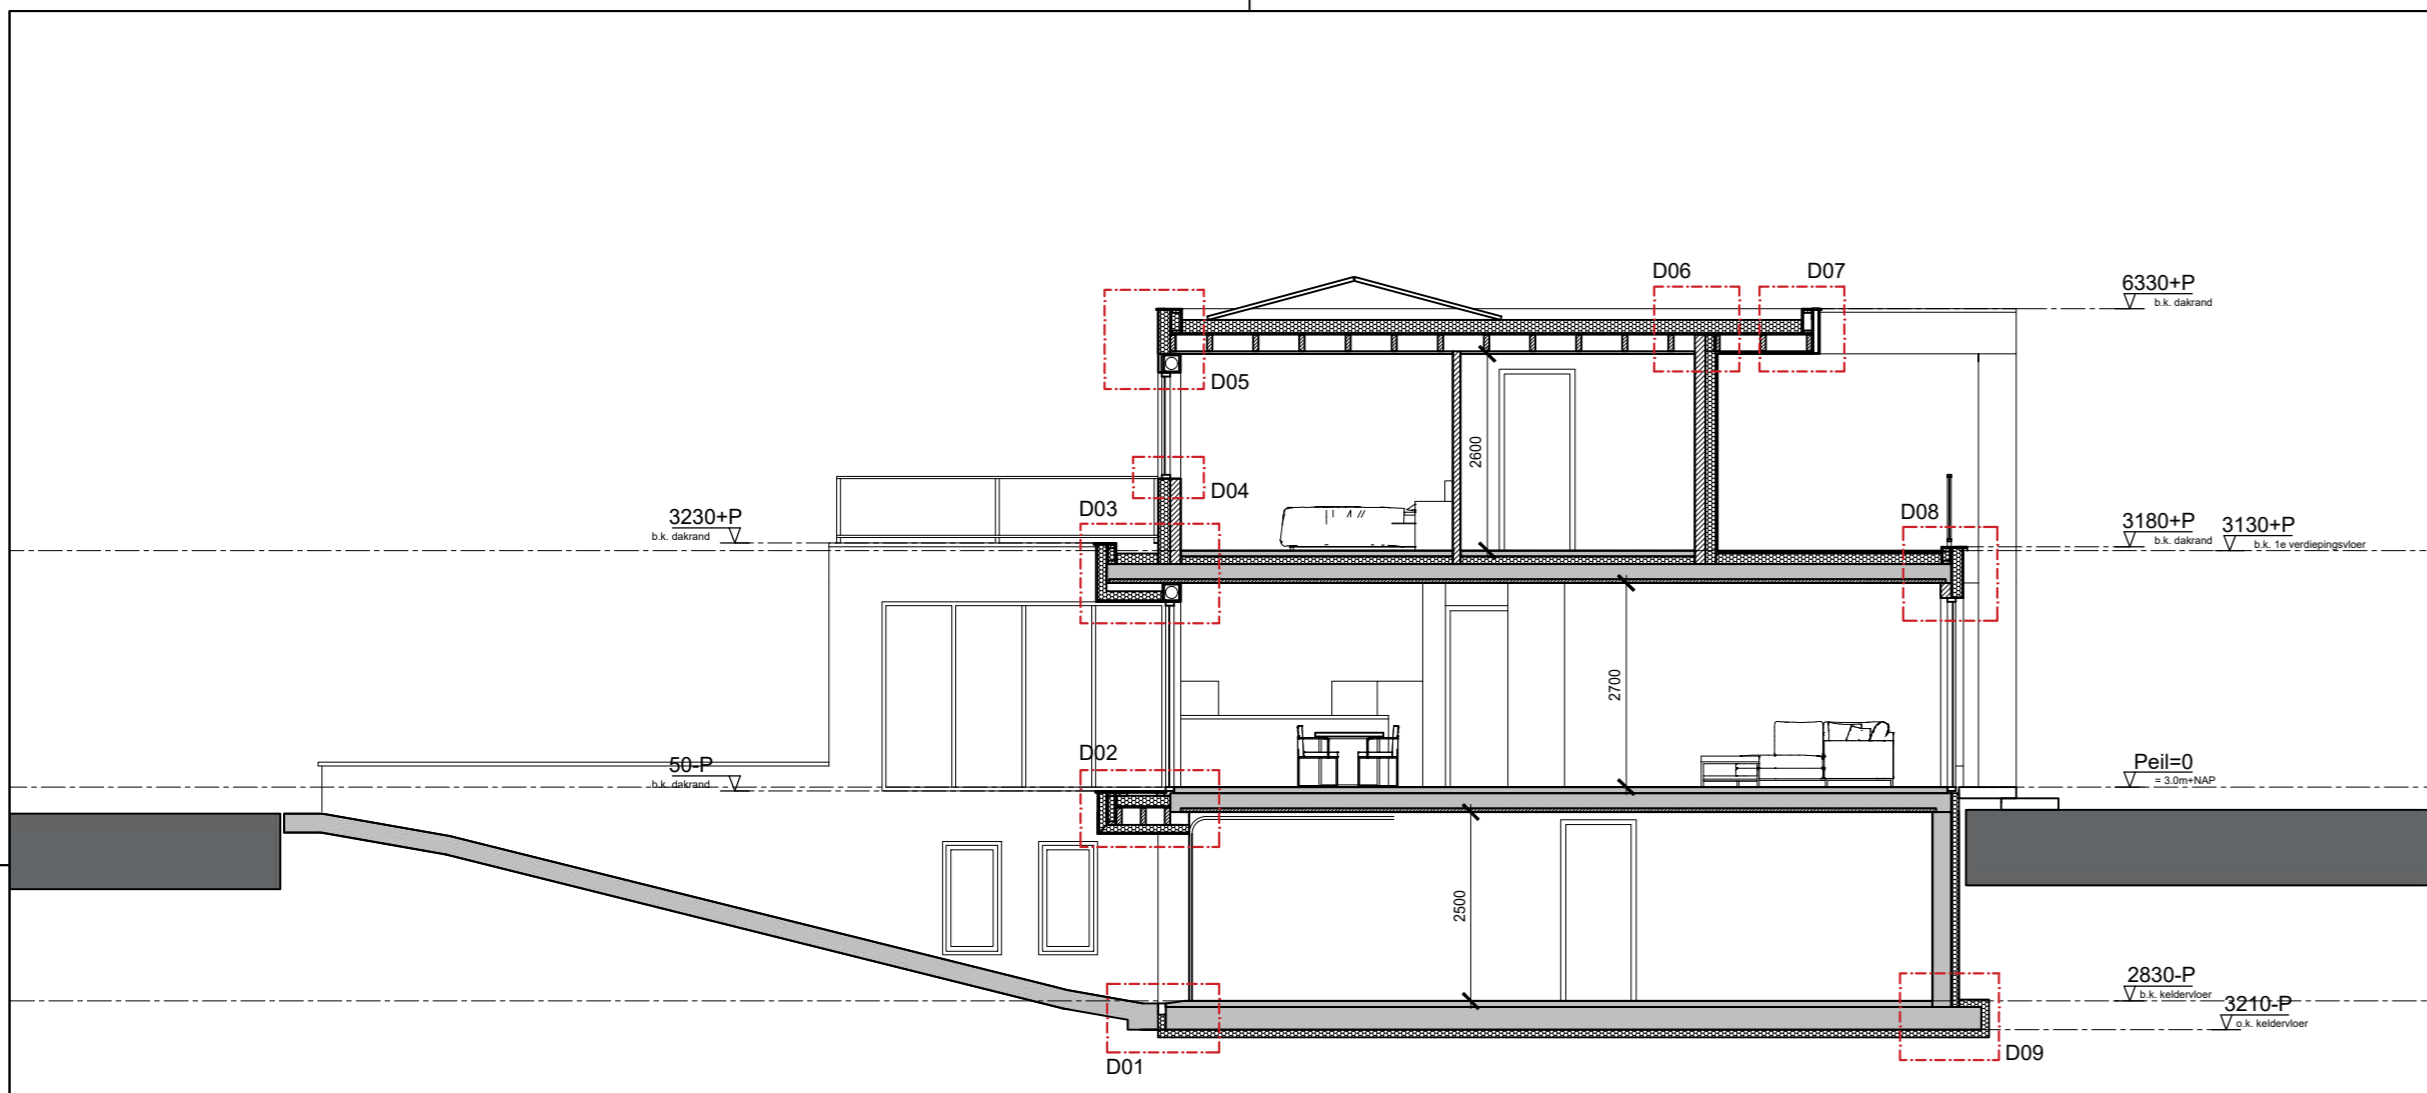 D06
D07
6330+P
b.k. dakrand
D05
2600
D04
D03
3230+P
b.k. dakrand
D08
3180+P
b.k. dakrand
3130+P
b.k. 1e verdiepingsvloer
2700
D02
50-P
b.k. dakrand
Peil=0
= 3.0m+NAP
2500
2830-P
b.k. keldervloer
3210-P
o.k. keldervloer
D01
D09